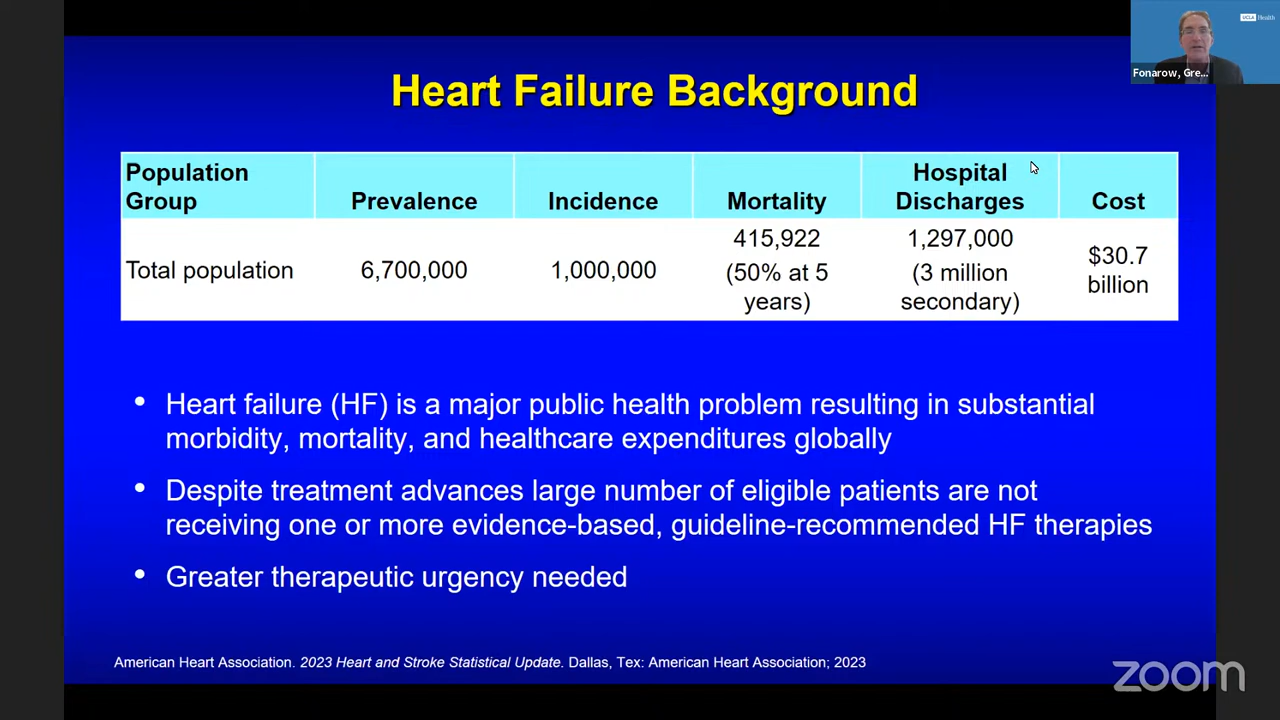 UCLA Health
Fonarow, Gre...
Heart Failure Background
Population Group
Prevalence
Incidence
Mortality
Hospital Discharges
Cost
Total population
6,700,000
1,000,000
415,922
(50% at 5
years)
1,297,000
(3 million
secondary)
$30.7
billion
• Heart failure (HF) is a major public health problem resulting in substantial
morbidity, mortality, and healthcare expenditures globally
• Despite treatment advances large number of eligible patients are not
receiving one or more evidence-based, guideline-recommended HF therapies
• Greater therapeutic urgency needed
American Heart Association. 2023 Heart and Stroke Statistical Update. Dallas, Tex: American Heart Association; 2023
zoom